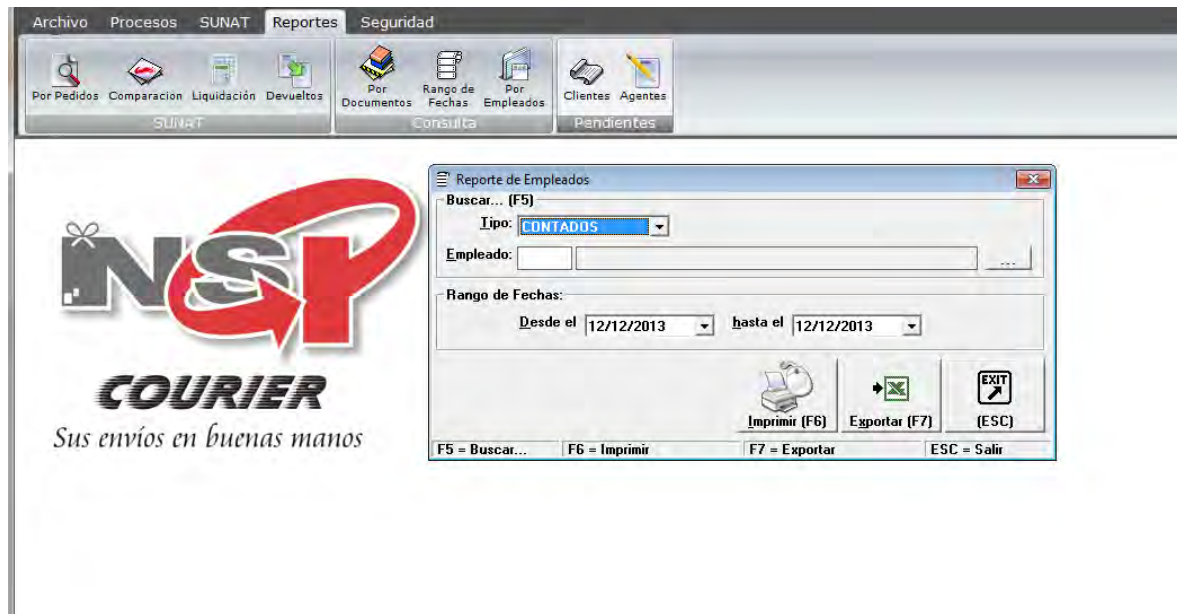 Archivo Procesos SUNAT Reportes Seguridad
Por Pedidos Comparación Liquidación Devueltos Por Documentos Rango de Fechas Por Empleados Clientes Agentes
SUNAT Consulta Pendientes
NSP
COURIER
Sus envíos en buenas manos
Reporte de Empleados
Buscar... (F5)
Tipo: CONTADOS
Empleado: ...
Rango de Fechas:
Desde el 12/12/2013 hasta el 12/12/2013
EXIT
Imprimir (F6) Exportar (F7) (ESC)
F5 = Buscar... F6 = Imprimir F7 = Exportar ESC = Salir